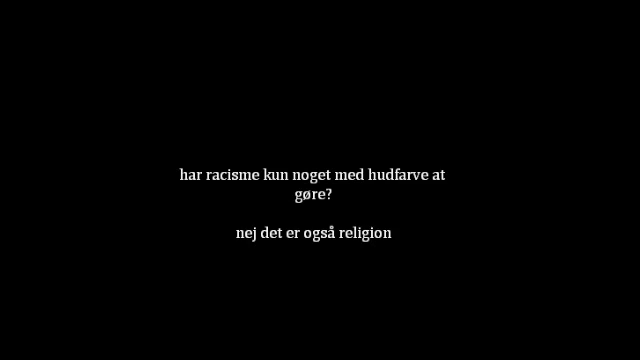 har racisme kun noget med hudfarve at
gøre?
nej det er også religion